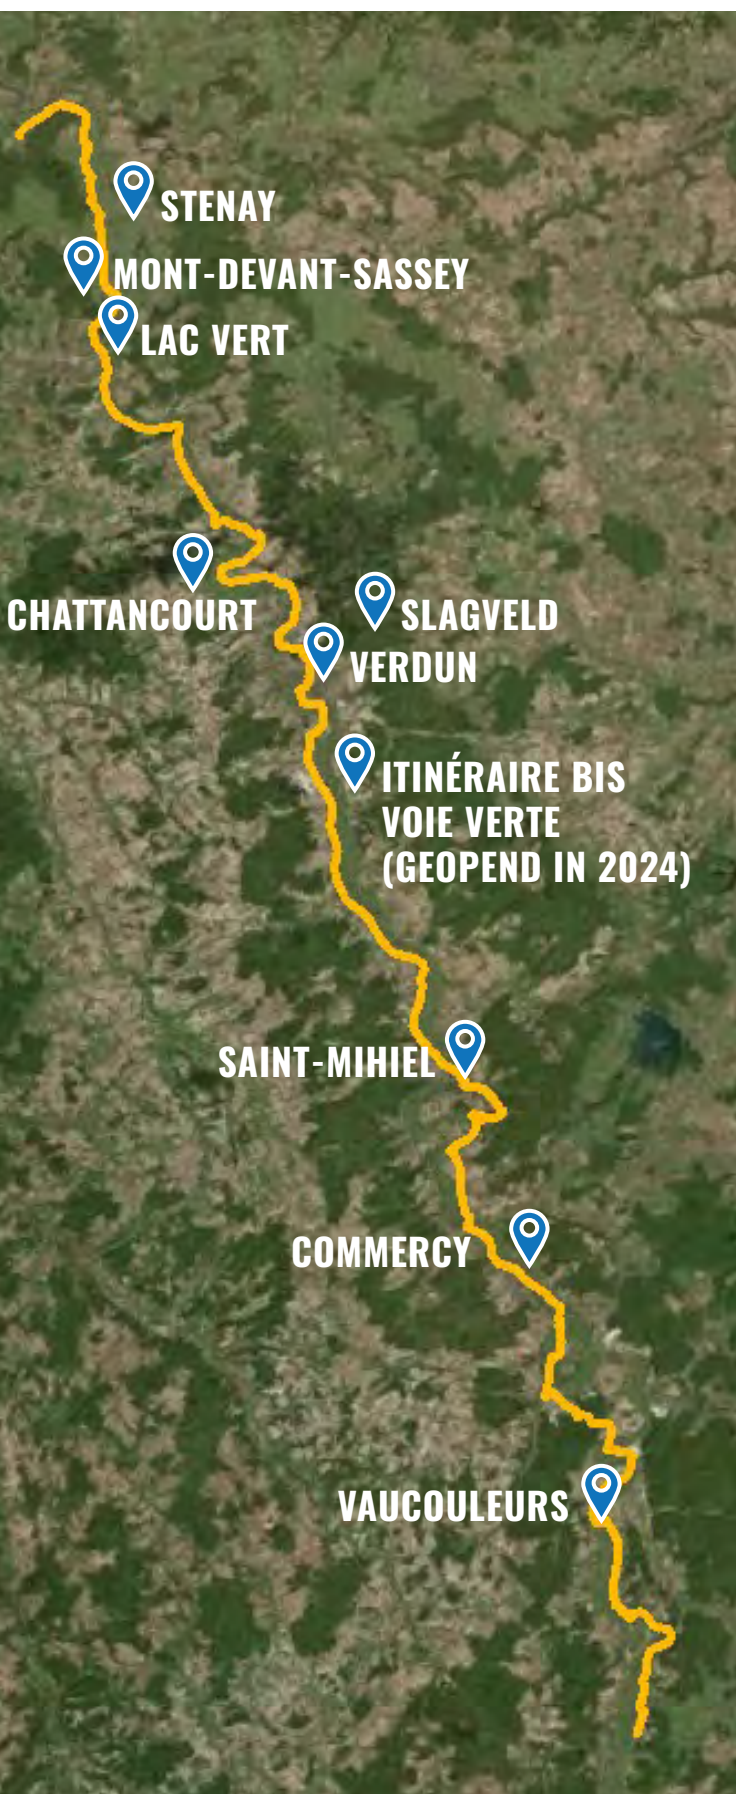 STENAY
MONT-DEVANT-SASSEY
LAC VERT
CHATTANCOURT
SLAGVELD
VERDUN
ITINÉRAIRE BIS
VOIE VERTE
(GEOPEND IN 2024)
SAINT-MIHIEL
COMMERCY
VAUCOULEURS